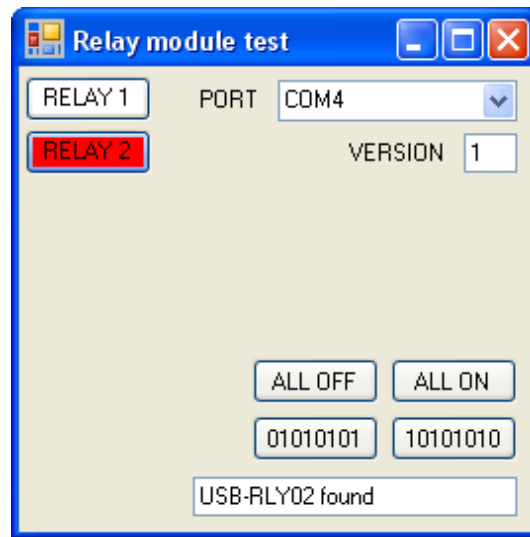 Relay module test
RELAY 1 PORT COM4
RELAY 2 VERSION 1
ALL OFF ALL ON
01010101 10101010
USB-RLY02 found